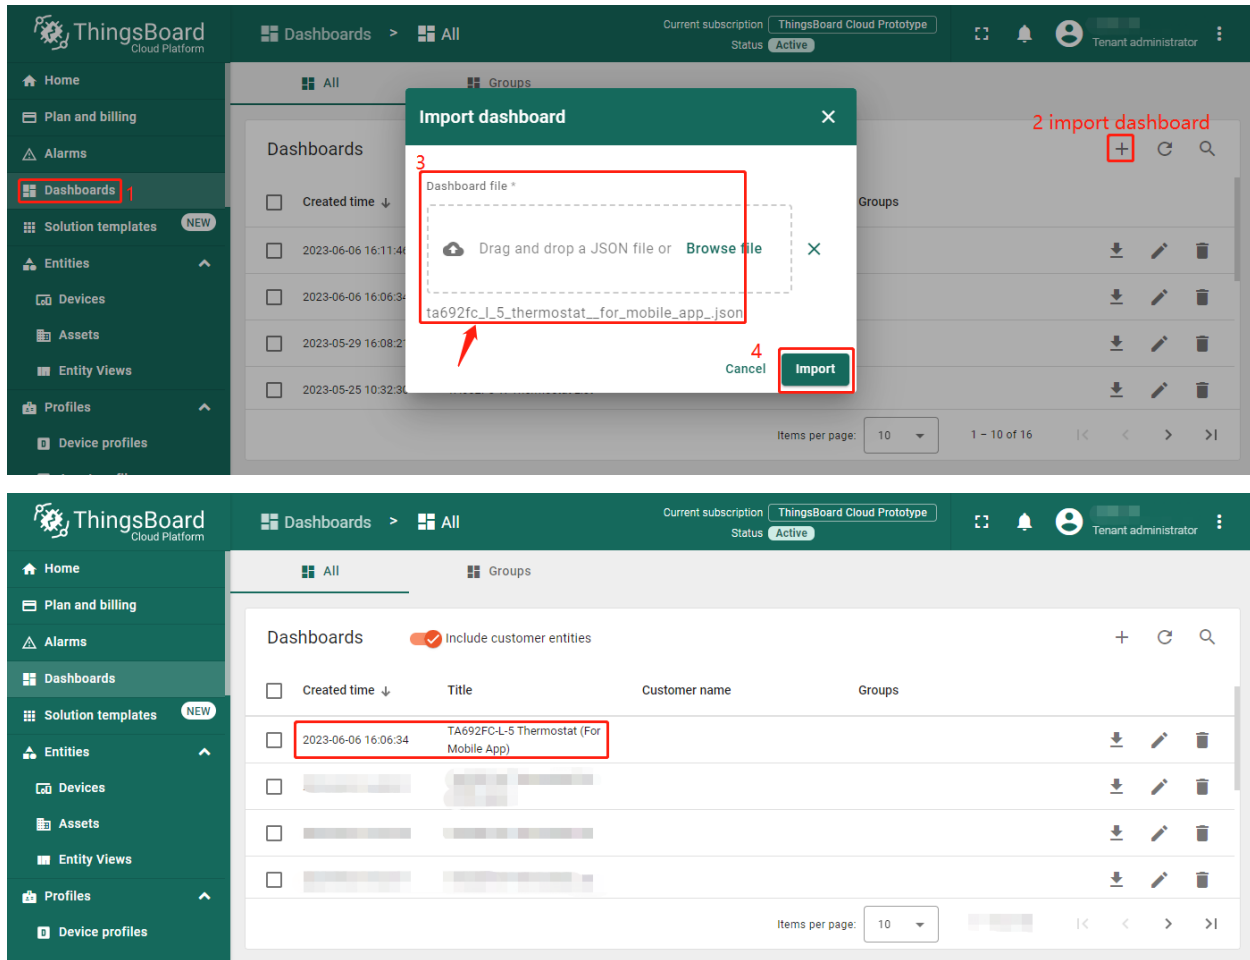 ThingsBoard
Cloud Platform
Dashboards > All
Current subscription ThingsBoard Cloud Prototype
Status Active
Tenant administrator
Home
Plan and billing
Alarms
Dashboards 1
Solution templates NEW
Entities
Devices
Assets
Entity Views
Profiles
Device profiles
All Groups
2 import dashboard
Dashboards
Created time Groups
2023-06-06 16:11:46
2023-06-06 16:06:34
2023-05-29 16:08:27
2023-05-25 10:32:30
Import dashboard
3
Dashboard file *
Drag and drop a JSON file or Browse file
ta692fc_l_5_thermostat__for_mobile_app_.json
4
Cancel Import
Items per page: 10 1 – 10 of 16
ThingsBoard
Cloud Platform
Dashboards > All
Current subscription ThingsBoard Cloud Prototype
Status Active
Tenant administrator
Home
Plan and billing
Alarms
Dashboards
Solution templates NEW
Entities
Devices
Assets
Entity Views
Profiles
Device profiles
All Groups
Dashboards Include customer entities
Created time Title Customer name Groups
2023-06-06 16:06:34 TA692FC-L-5 Thermostat (For
Mobile App)
Items per page: 10